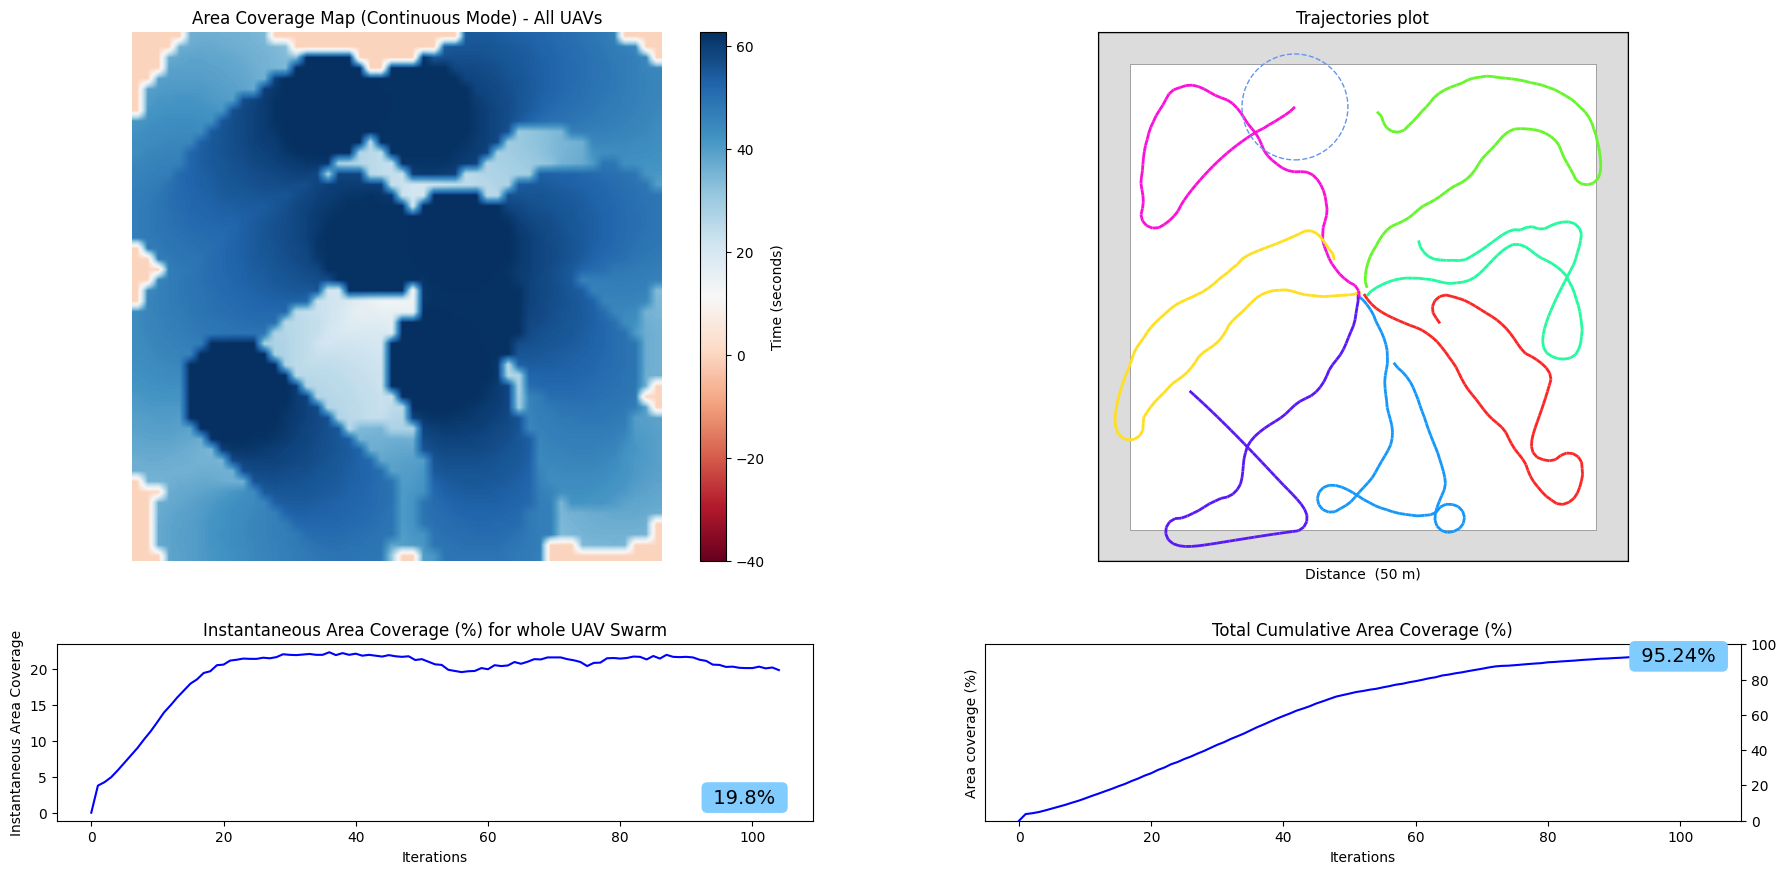 Area Coverage Map (Continuous Mode) - All UAVs
60
40
20
0
−20
−40
Time (seconds)
Trajectories plot
Distance  (50 m)
Instantaneous Area Coverage (%) for whole UAV Swarm
Instantaneous Area Coverage
20
15
10
5
0
19.8%
0 20 40 60 80 100
Iterations
Total Cumulative Area Coverage (%)
Area coverage (%)
95.24%
100
80
60
40
20
0
0 20 40 60 80 100
Iterations